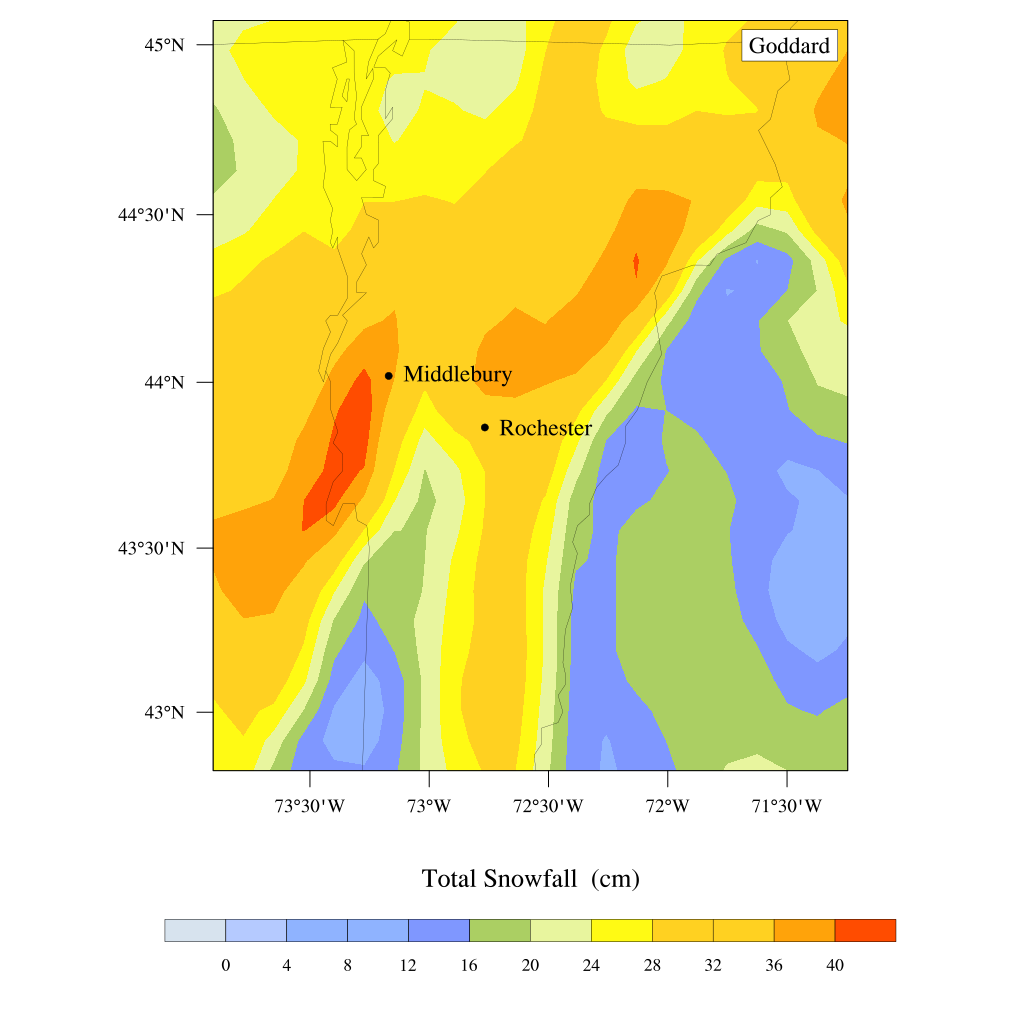 45°N
Goddard
44°30'N
44°N
Middlebury
Rochester
43°30'N
43°N
73°30'W 73°W 72°30'W 72°W 71°30'W
Total Snowfall (cm)
0 4 8 12 16 20 24 28 32 36 40